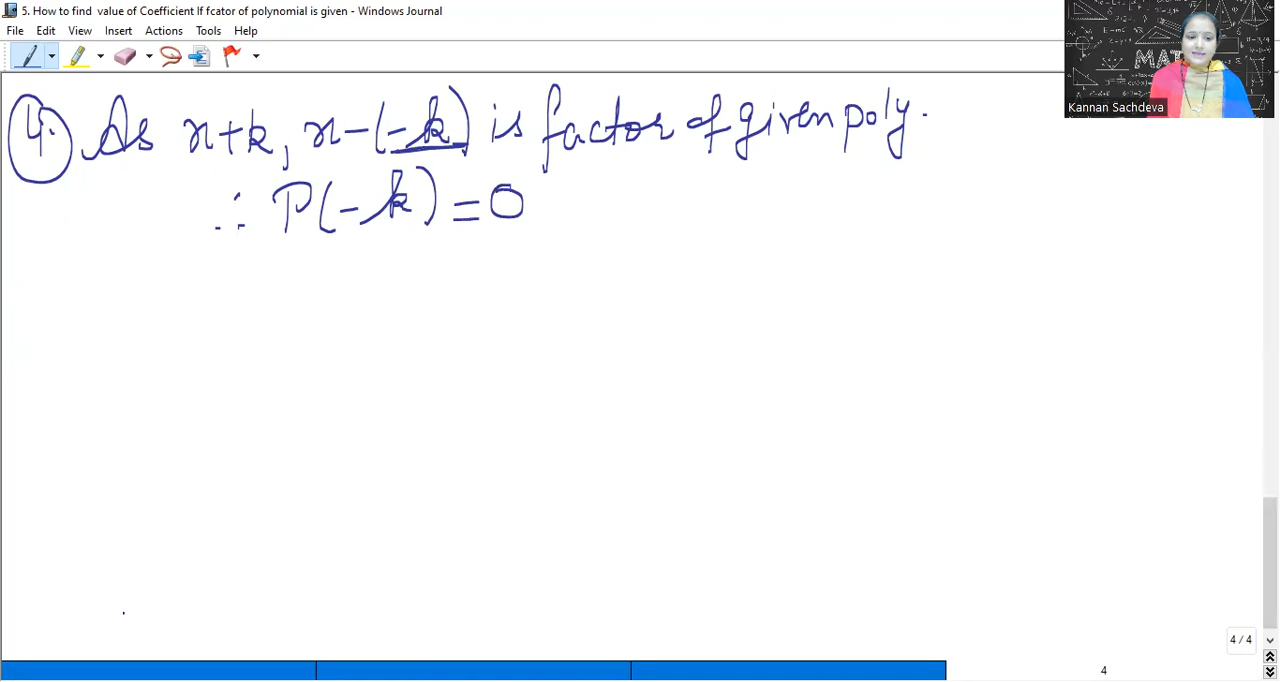 5. How to find value of Coefficient If fcator of polynomial is given - Windows Journal
File Edit View Insert Actions Tools Help
Kannan Sachdeva
4. As x+k, x-(-k) is factor of given poly.
∴ P(-k) = 0
4 / 4
4